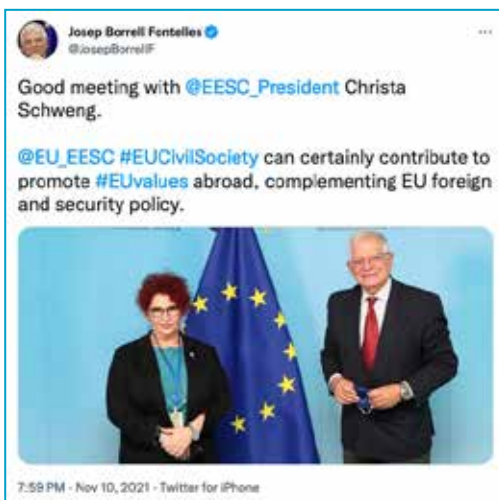 Josep Borrell Fontelles
@JosepBorrellF
Good meeting with @EESC_President Christa
Schweng.
@EU_EESC #EUCivilSociety can certainly contribute to
promote #EUvalues abroad, complementing EU foreign
and security policy.
7:59 PM · Nov 10, 2021 · Twitter for iPhone